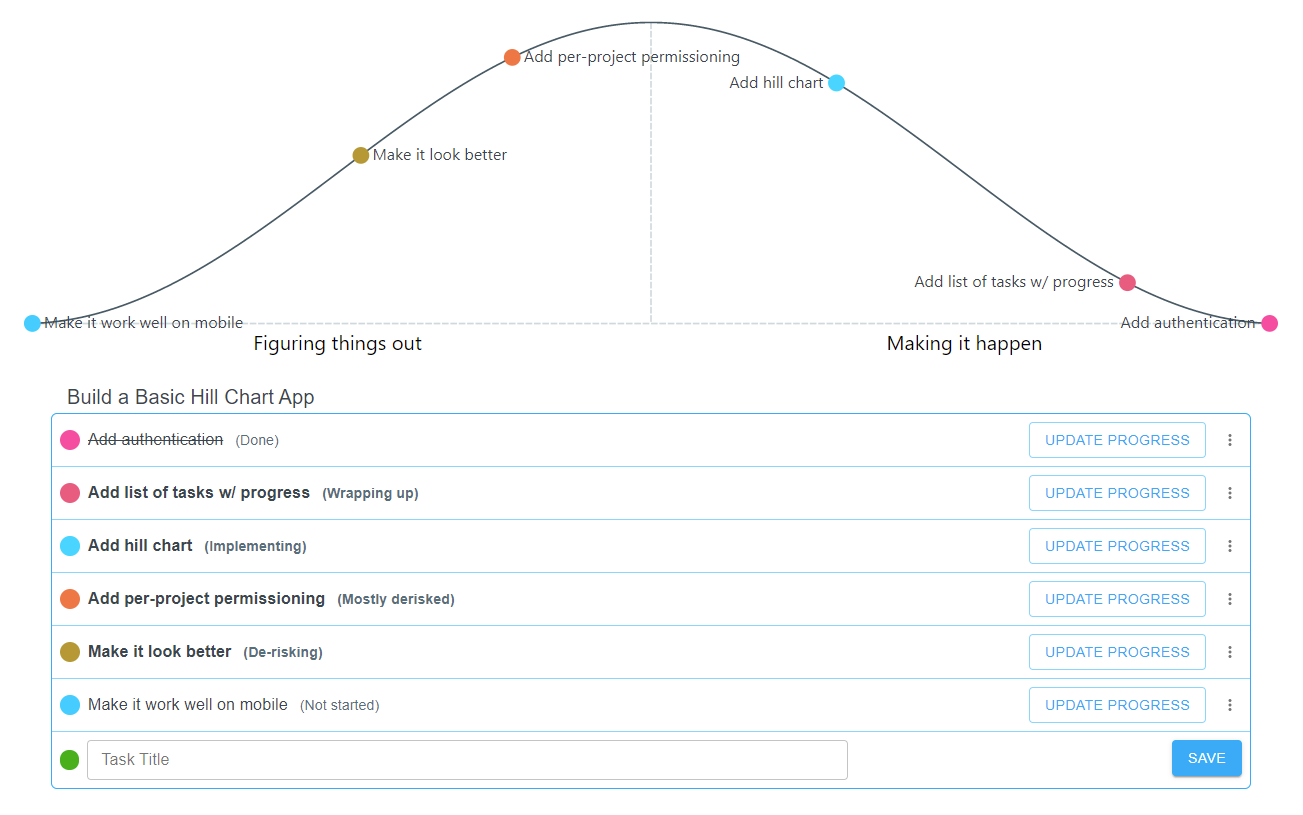 Add per-project permissioning
Add hill chart
Make it look better
Add list of tasks w/ progress
Make it work well on mobile
Add authentication
Figuring things out
Making it happen
Build a Basic Hill Chart App
Add authentication (Done) UPDATE PROGRESS
Add list of tasks w/ progress (Wrapping up) UPDATE PROGRESS
Add hill chart (Implementing) UPDATE PROGRESS
Add per-project permissioning (Mostly derisked) UPDATE PROGRESS
Make it look better (De-risking) UPDATE PROGRESS
Make it work well on mobile (Not started) UPDATE PROGRESS
Task Title SAVE